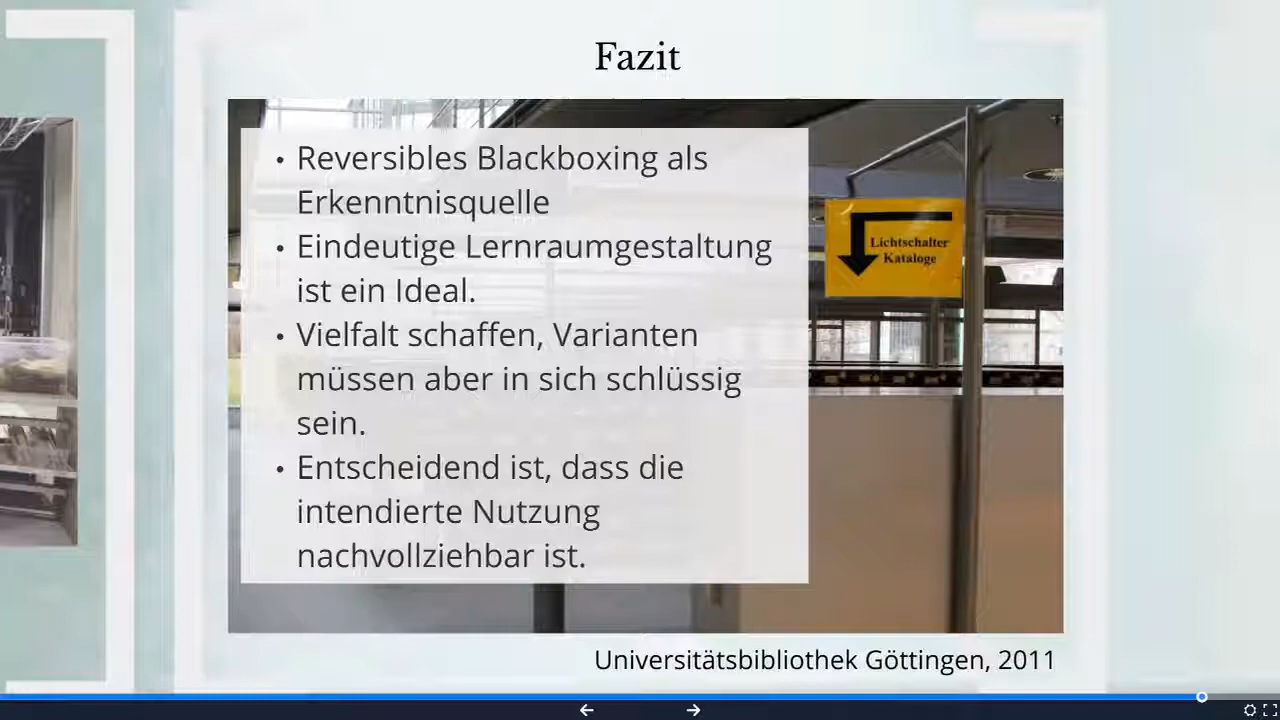 Fazit
• Reversibles Blackboxing als
Erkenntnisquelle
• Eindeutige Lernraumgestaltung
ist ein Ideal.
• Vielfalt schaffen, Varianten
müssen aber in sich schlüssig
sein.
• Entscheidend ist, dass die
intendierte Nutzung
nachvollziehbar ist.
Lichtschalter
Kataloge
Universitätsbibliothek Göttingen, 2011